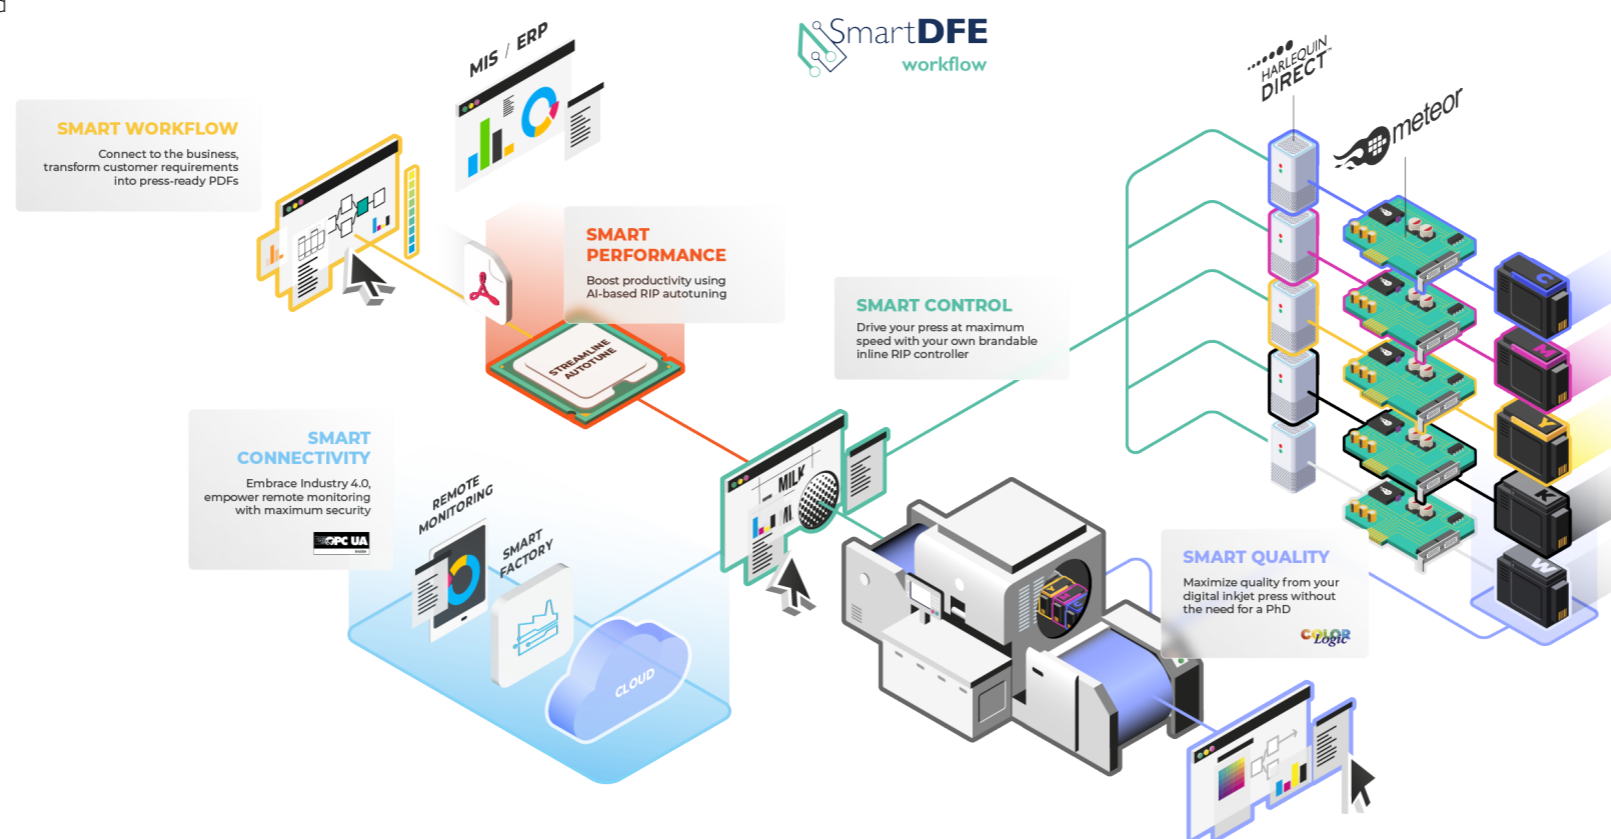 SmartDFE
workflow
MIS / ERP
SMART WORKFLOW
Connect to the business,
transform customer requirements
into press-ready PDFs
SMART
PERFORMANCE
Boost productivity using
AI-based RIP autotuning
STREAMLINE
AUTOTUNE
SMART CONTROL
Drive your press at maximum
speed with your own brandable
inline RIP controller
HARLEQUIN
DIRECT™
meteor
C
M
Y
K
W
SMART
CONNECTIVITY
Embrace Industry 4.0,
empower remote monitoring
with maximum security
OPC UA
REMOTE
MONITORING
SMART
FACTORY
CLOUD
MILK
SMART QUALITY
Maximize quality from your
digital inkjet press without
the need for a PhD
COLOR
Logic